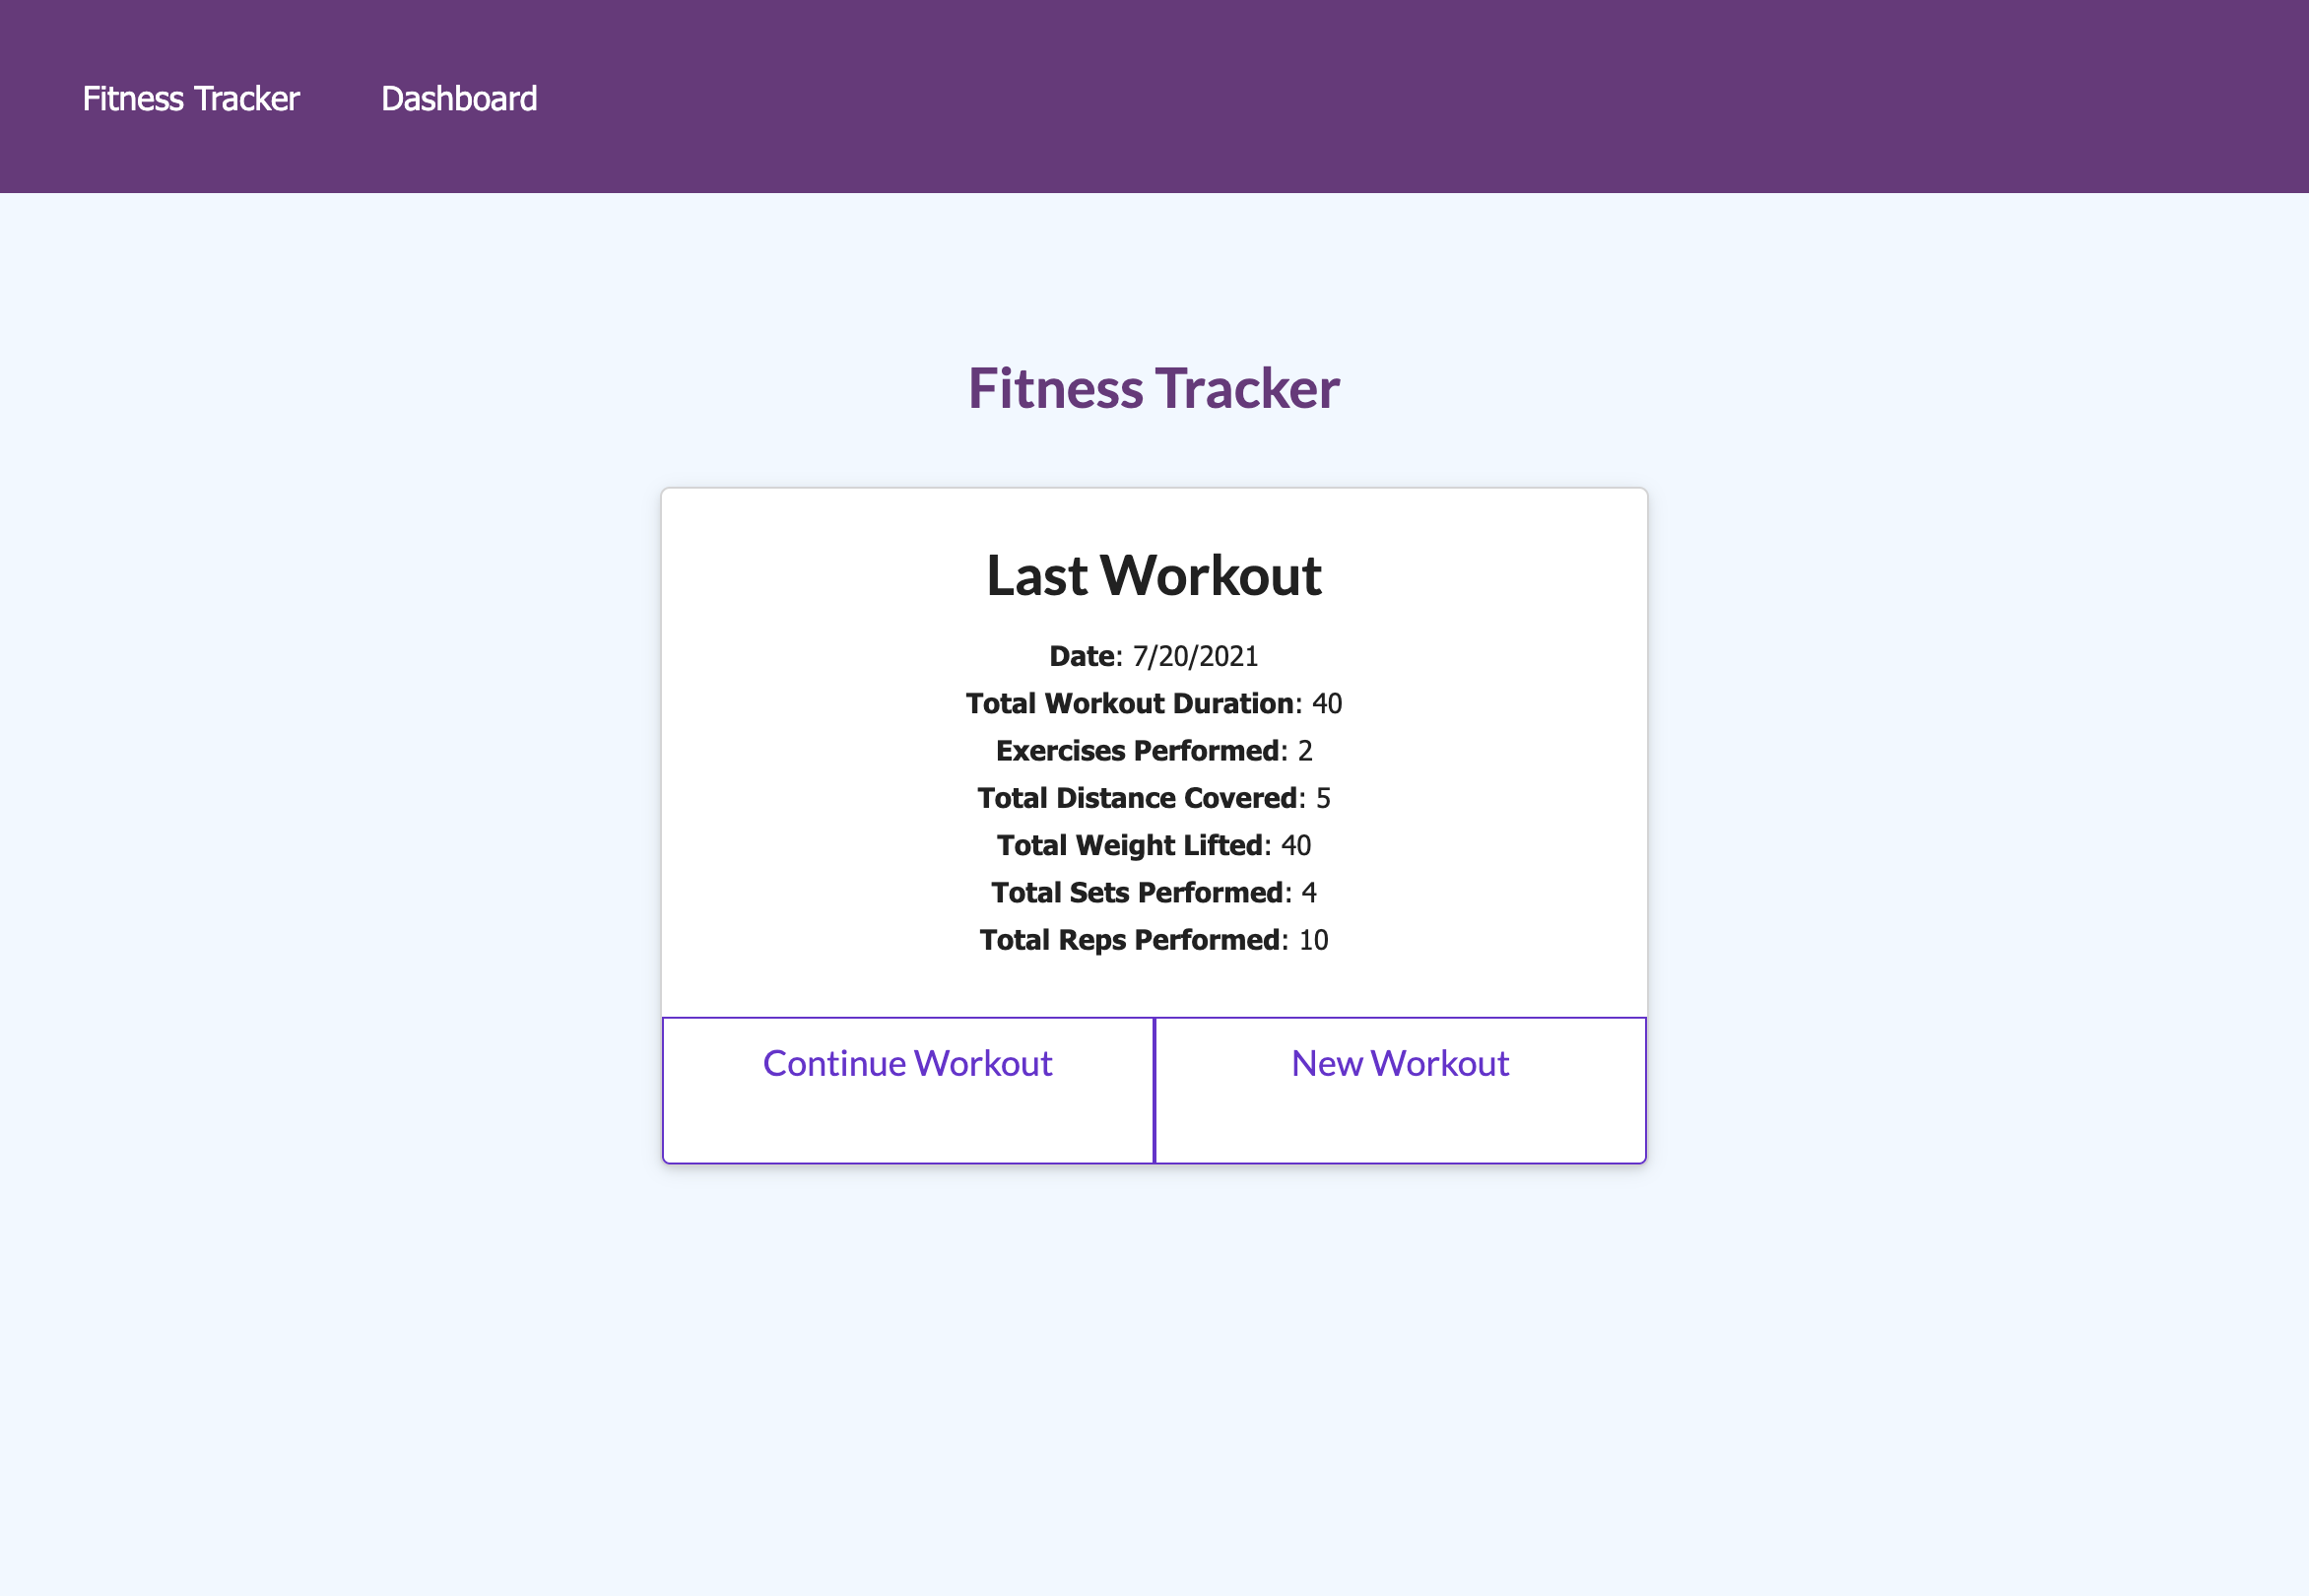 Fitness Tracker Dashboard
Fitness Tracker
Last Workout
Date: 7/20/2021
Total Workout Duration: 40
Exercises Performed: 2
Total Distance Covered: 5
Total Weight Lifted: 40
Total Sets Performed: 4
Total Reps Performed: 10
Continue Workout New Workout